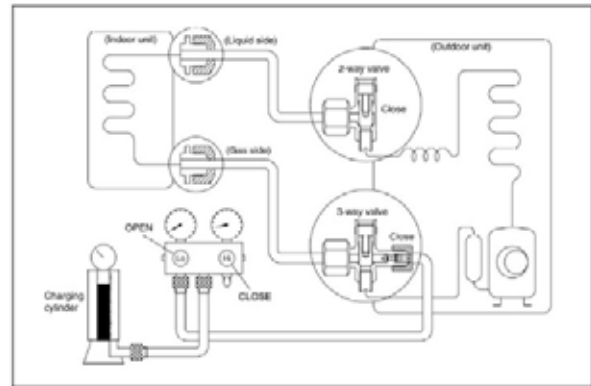 (Indoor unit)
(Liquid side)
2-way valve
(Outdoor unit)
Close
(Gas side)
3-way valve
Close
OPEN
Lo
Hi
CLOSE
Charging
cylinder